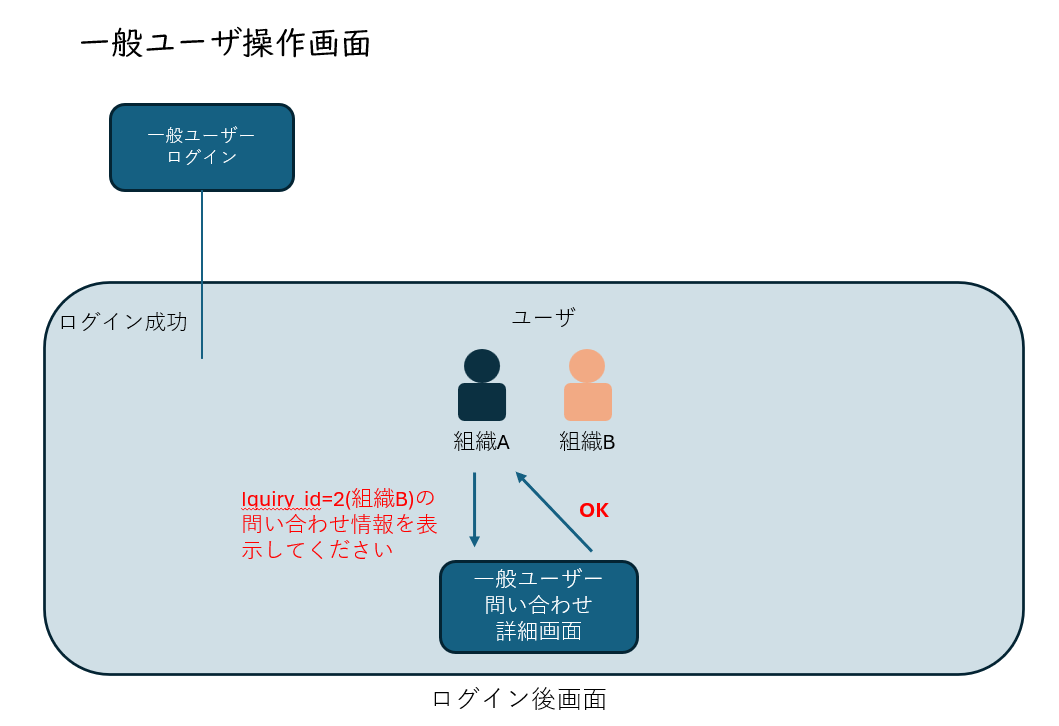 一般ユーザ操作画面
一般ユーザー
ログイン
ログイン成功
ユーザ
組織A
組織B
Iquiry_id=2(組織B)の
問い合わせ情報を表
示してください
OK
一般ユーザー
問い合わせ
詳細画面
ログイン後画面